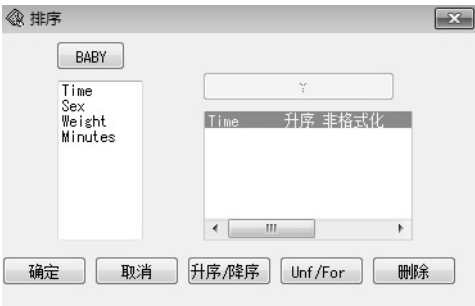 排序
BABY
Y
Time
Sex
Weight
Minutes
Time 升序 非格式化
确定 取消 升序/降序 Unf/For 删除